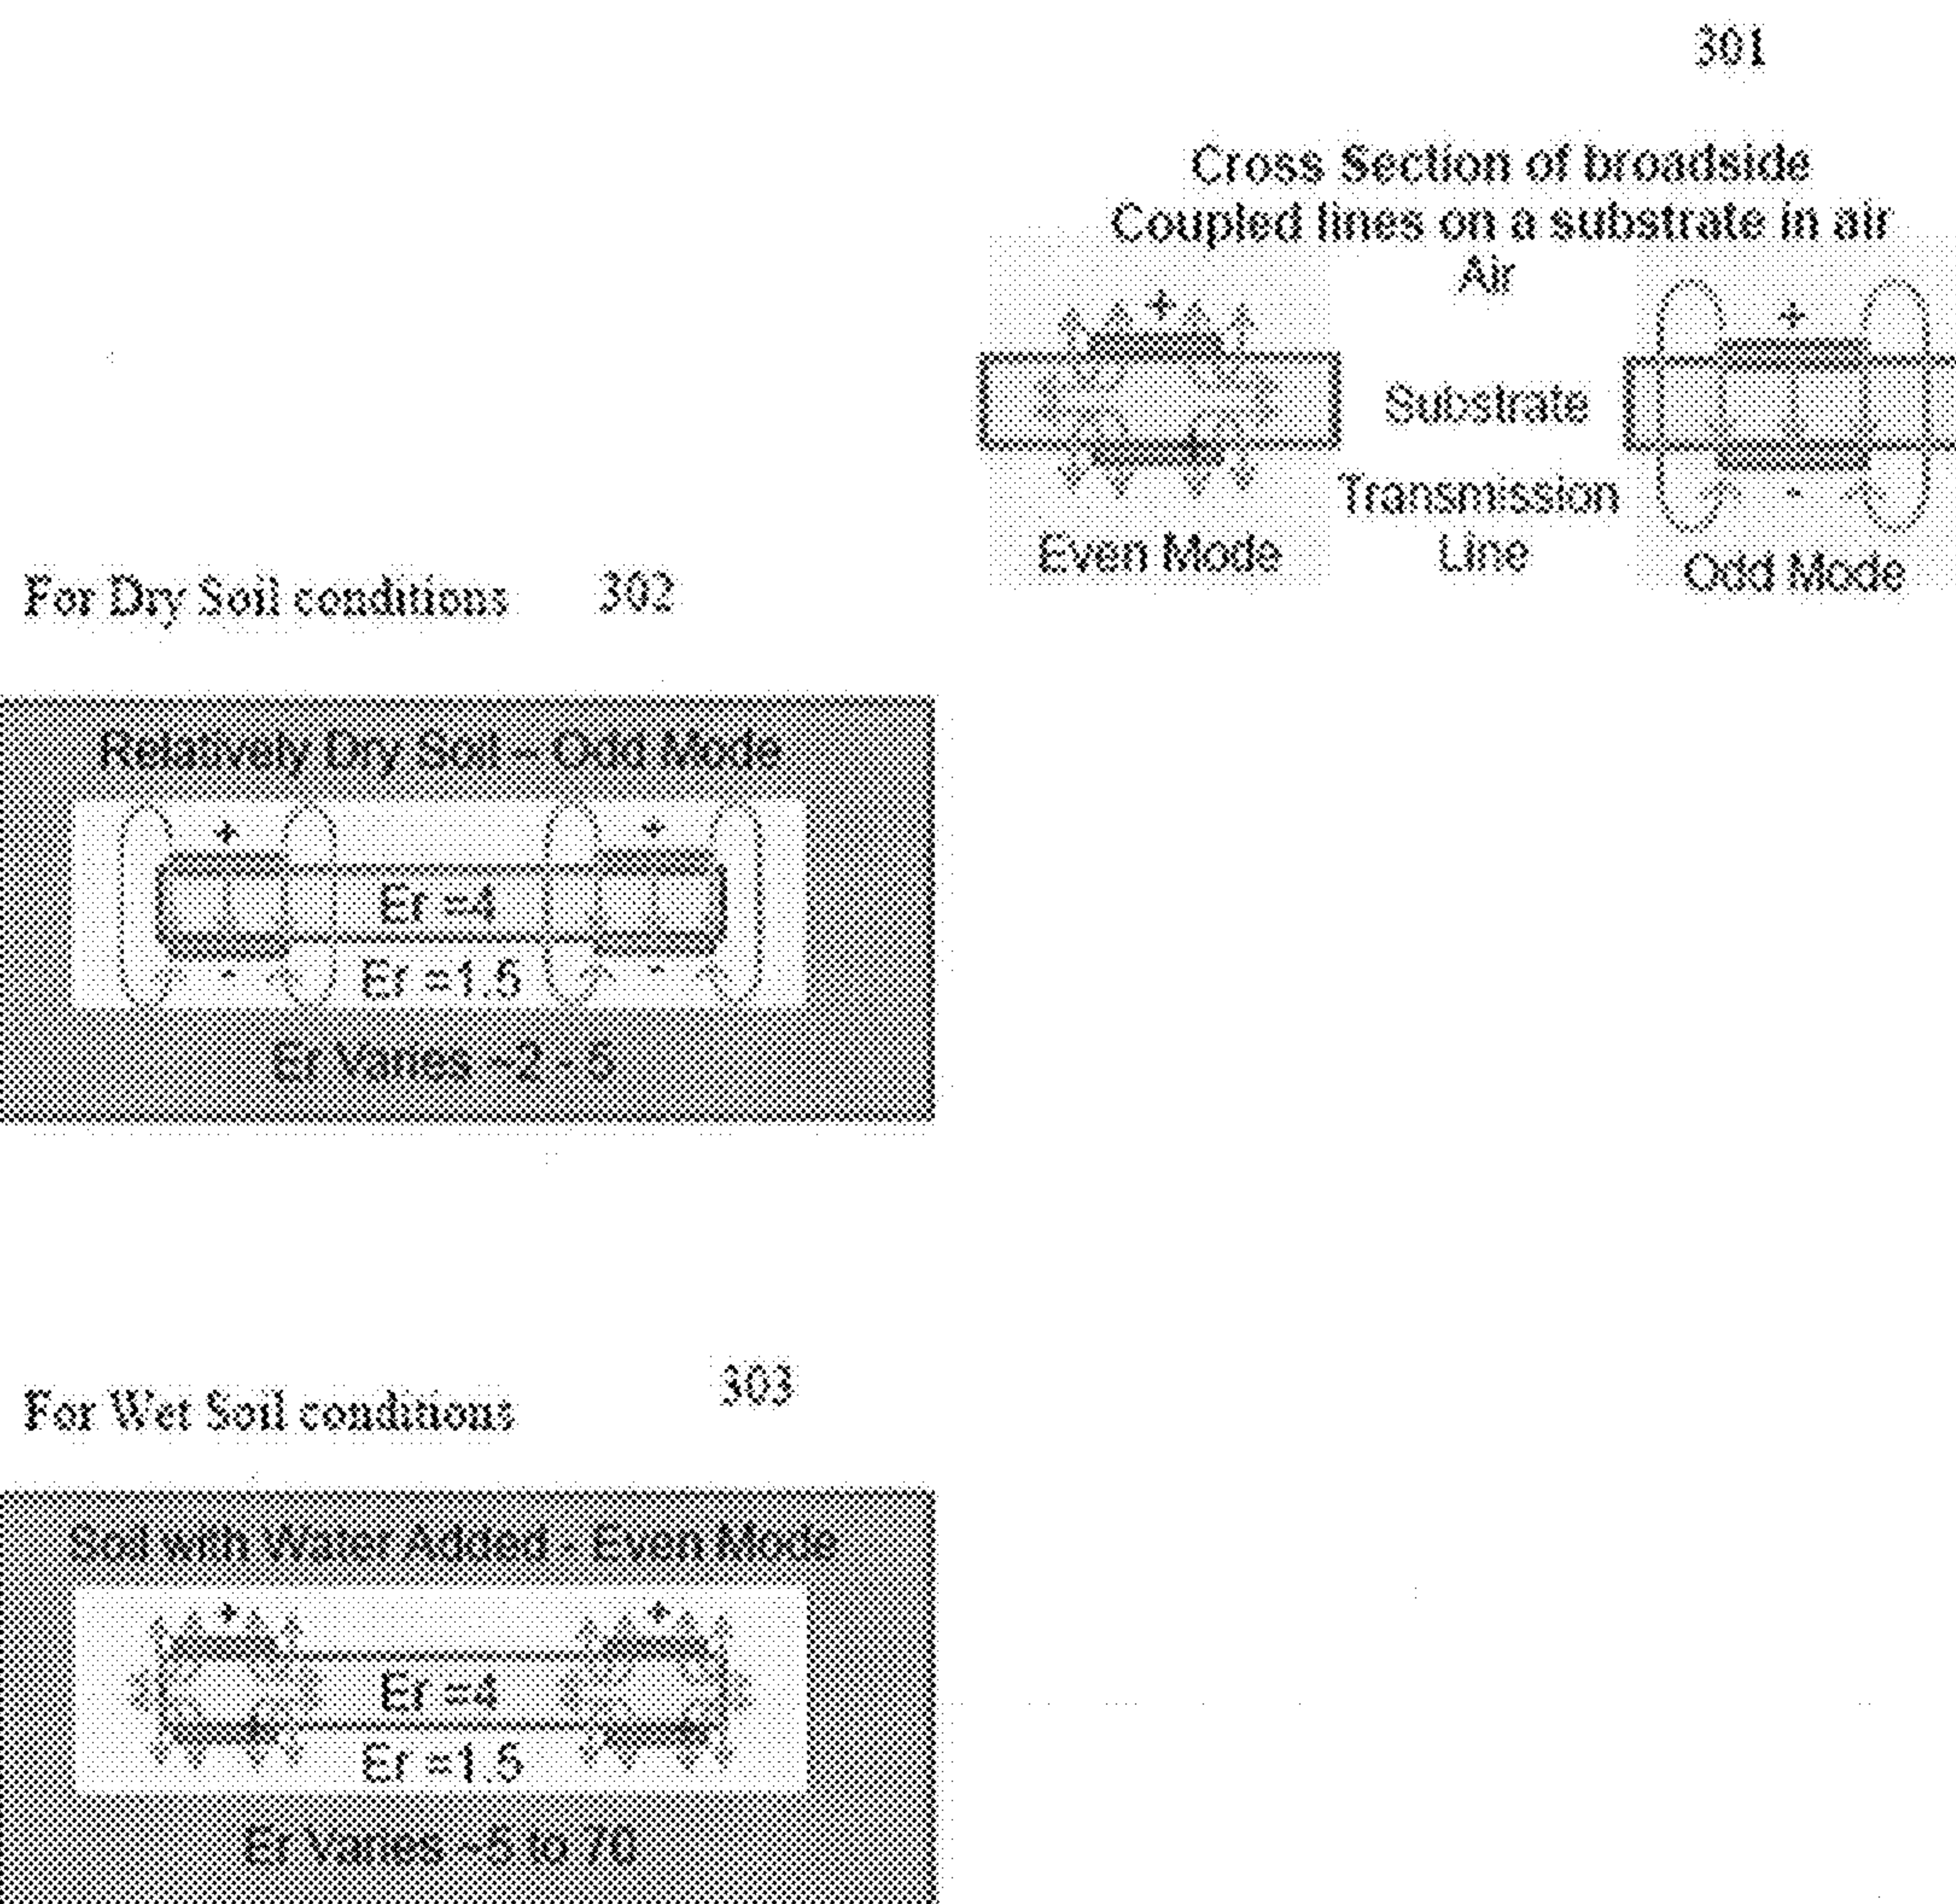 301
Cross Section of broadside
Coupled lines on a substrate in air
Air
+
+
Substrate
+
Transmission
-
Line
Even Mode
Odd Mode
For Dry Soil conditions 302
Relatively Dry Soil - Odd Mode
+ +
Er =4
- -
Er =1.5
Er Varies ~2 - 5
For Wet Soil conditions 303
Soil with Water Added - Even Mode
+ +
Er =4
+ +
Er =1.5
Er Varies ~5 to 70